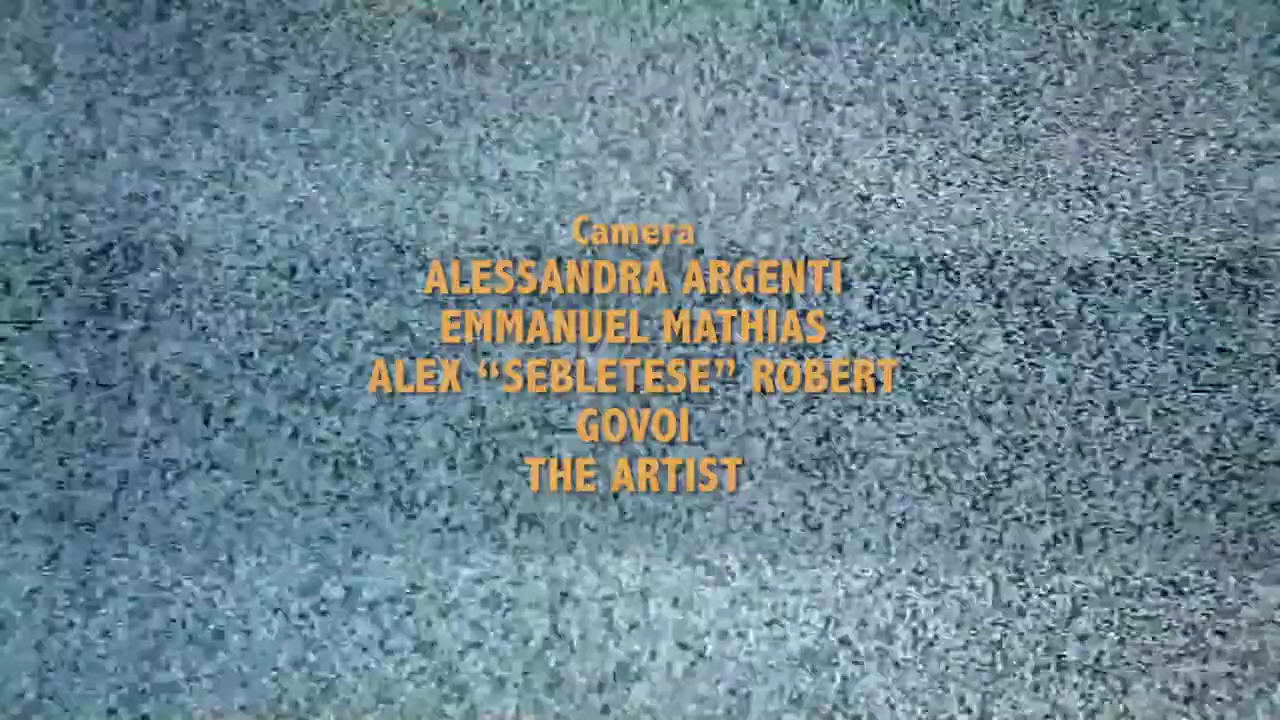 Camera
ALESSANDRA ARGENTI
EMMANUEL MATHIAS
ALEX “SEBLETESE” ROBERT
GOVOI
THE ARTIST